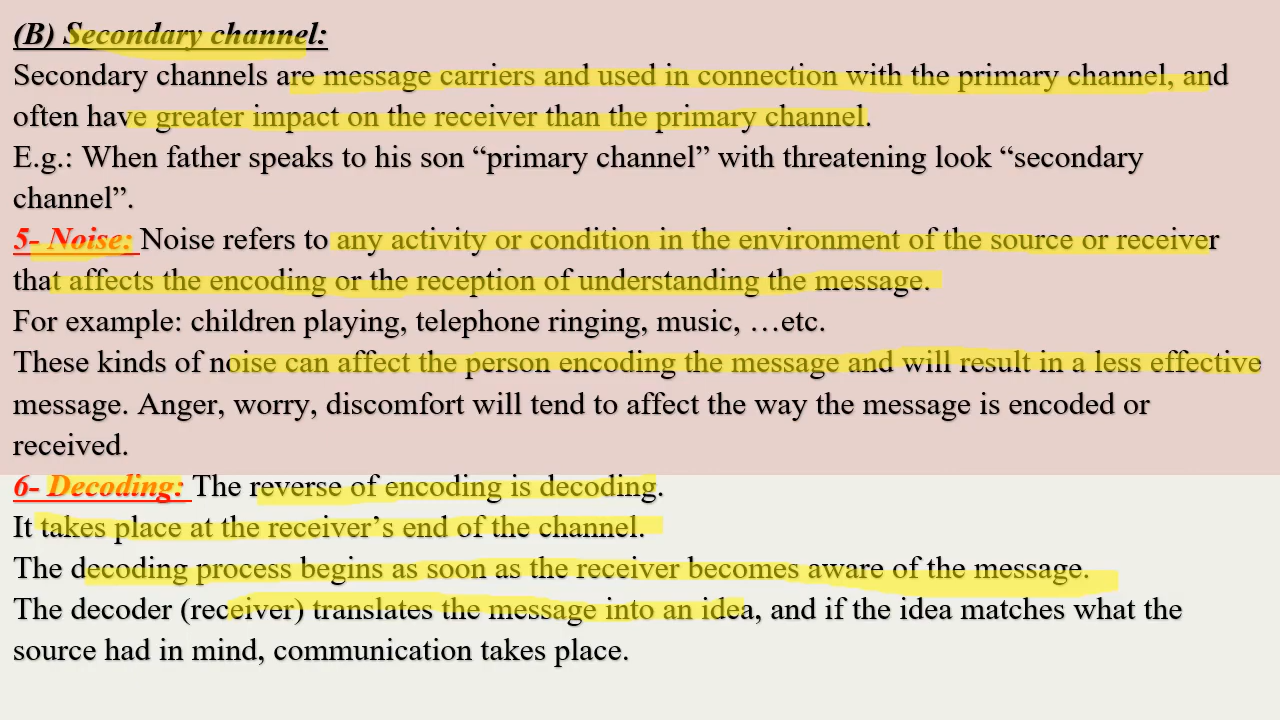 (B) Secondary channel:
Secondary channels are message carriers and used in connection with the primary channel, and
often have greater impact on the receiver than the primary channel.
E.g.: When father speaks to his son “primary channel” with threatening look “secondary
channel”.
5- Noise: Noise refers to any activity or condition in the environment of the source or receiver
that affects the encoding or the reception of understanding the message.
For example: children playing, telephone ringing, music, …etc.
These kinds of noise can affect the person encoding the message and will result in a less effective
message. Anger, worry, discomfort will tend to affect the way the message is encoded or
received.
6- Decoding: The reverse of encoding is decoding.
It takes place at the receiver’s end of the channel.
The decoding process begins as soon as the receiver becomes aware of the message.
The decoder (receiver) translates the message into an idea, and if the idea matches what the
source had in mind, communication takes place.